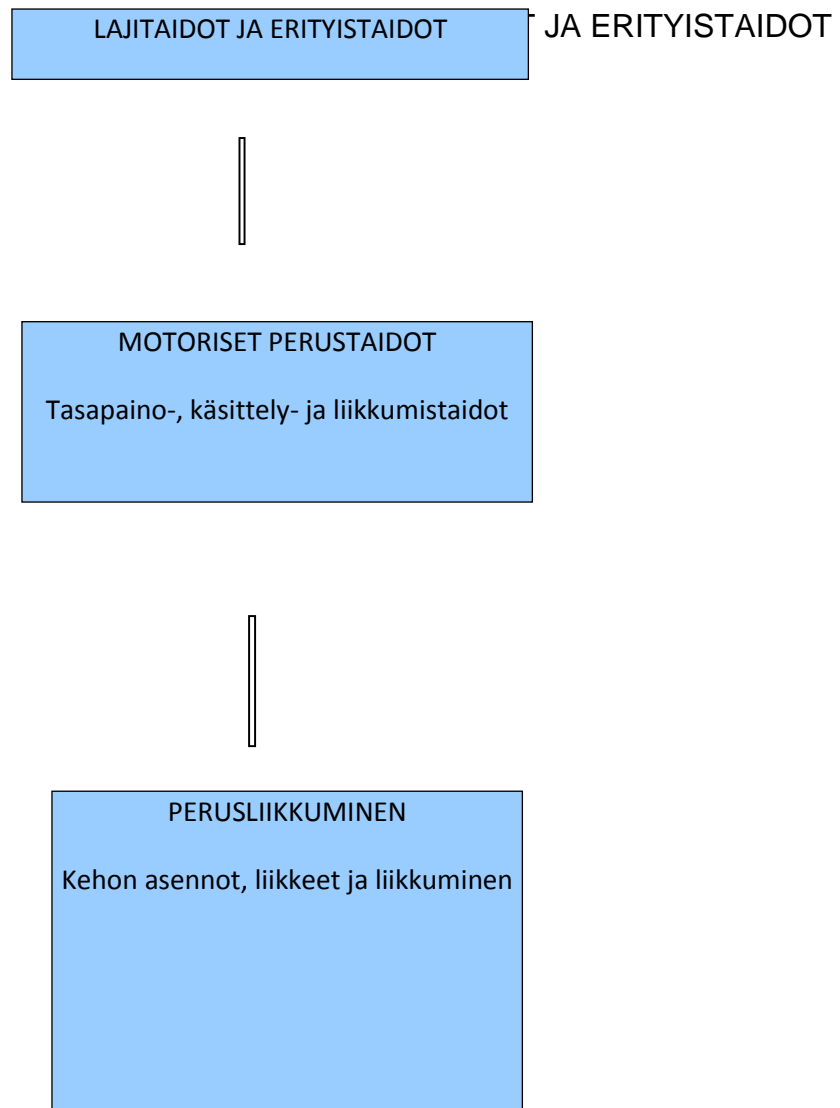 LAJITAIDOT JA ERITYISTAIDOT
JA ERITYISTAIDOT
MOTORISET PERUSTAIDOT
Tasapaino-, käsittely- ja liikkumistaidot
PERUSLIIKKUMINEN
Kehon asennot, liikkeet ja liikkuminen